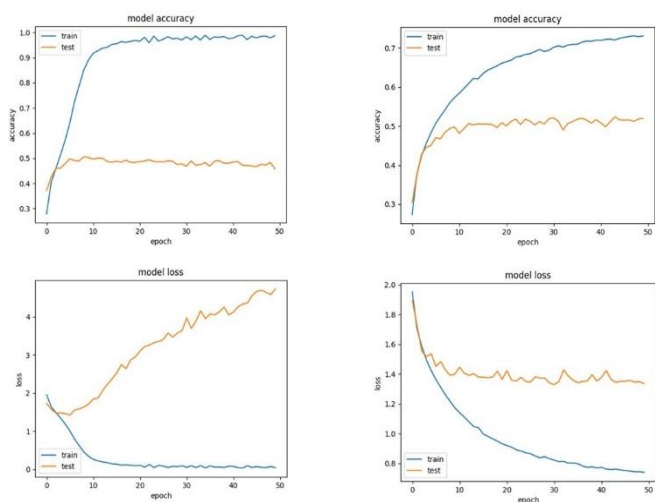 model accuracy
1.0
0.9
0.8
0.7
0.6
0.5
0.4
0.3
accuracy
train
test
0 10 20 30 40 50
epoch
model accuracy
0.7
0.6
0.5
0.4
0.3
accuracy
train
test
0 10 20 30 40 50
epoch
model loss
4
3
2
1
0
loss
train
test
0 10 20 30 40 50
epoch
model loss
2.0
1.8
1.6
1.4
1.2
1.0
0.8
loss
train
test
0 10 20 30 40 50
epoch